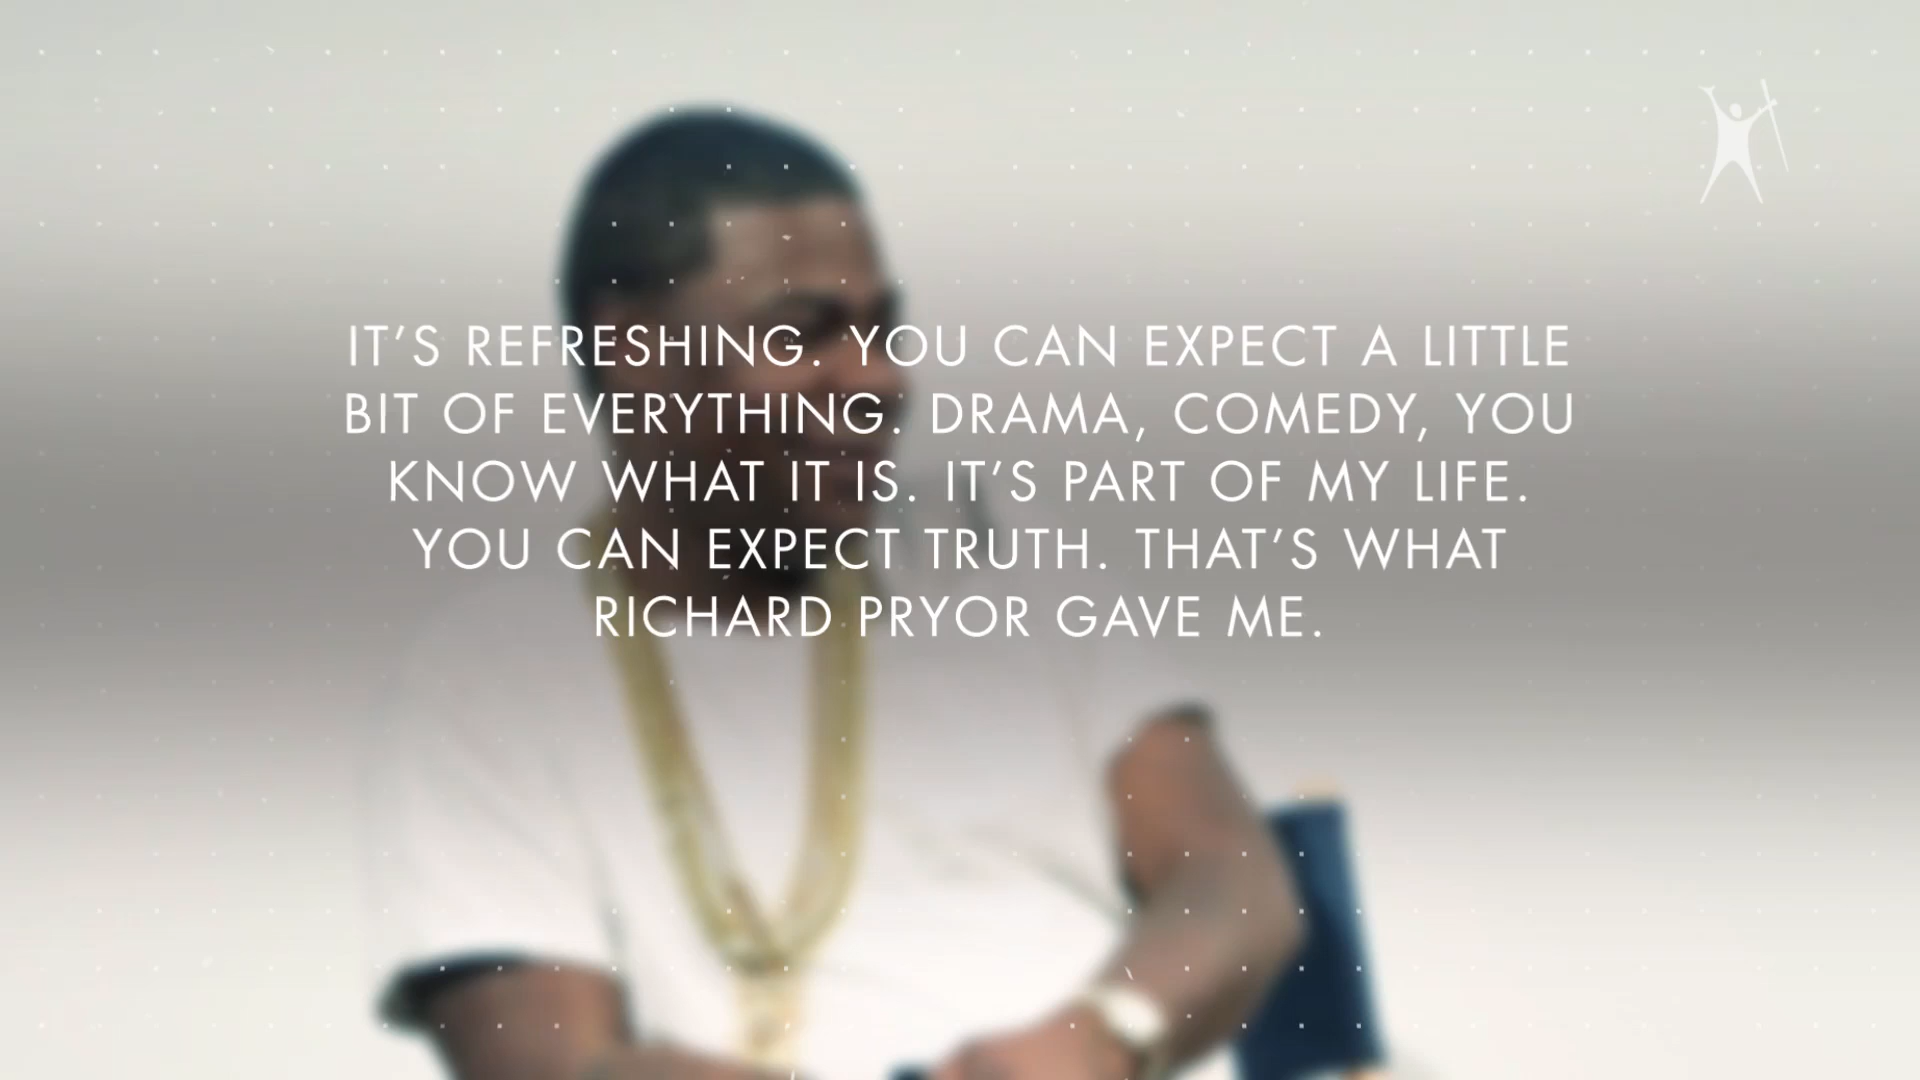 IT’S REFRESHING. YOU CAN EXPECT A LITTLE
BIT OF EVERYTHING. DRAMA, COMEDY, YOU
KNOW WHAT IT IS. IT’S PART OF MY LIFE.
YOU CAN EXPECT TRUTH. THAT’S WHAT
RICHARD PRYOR GAVE ME.